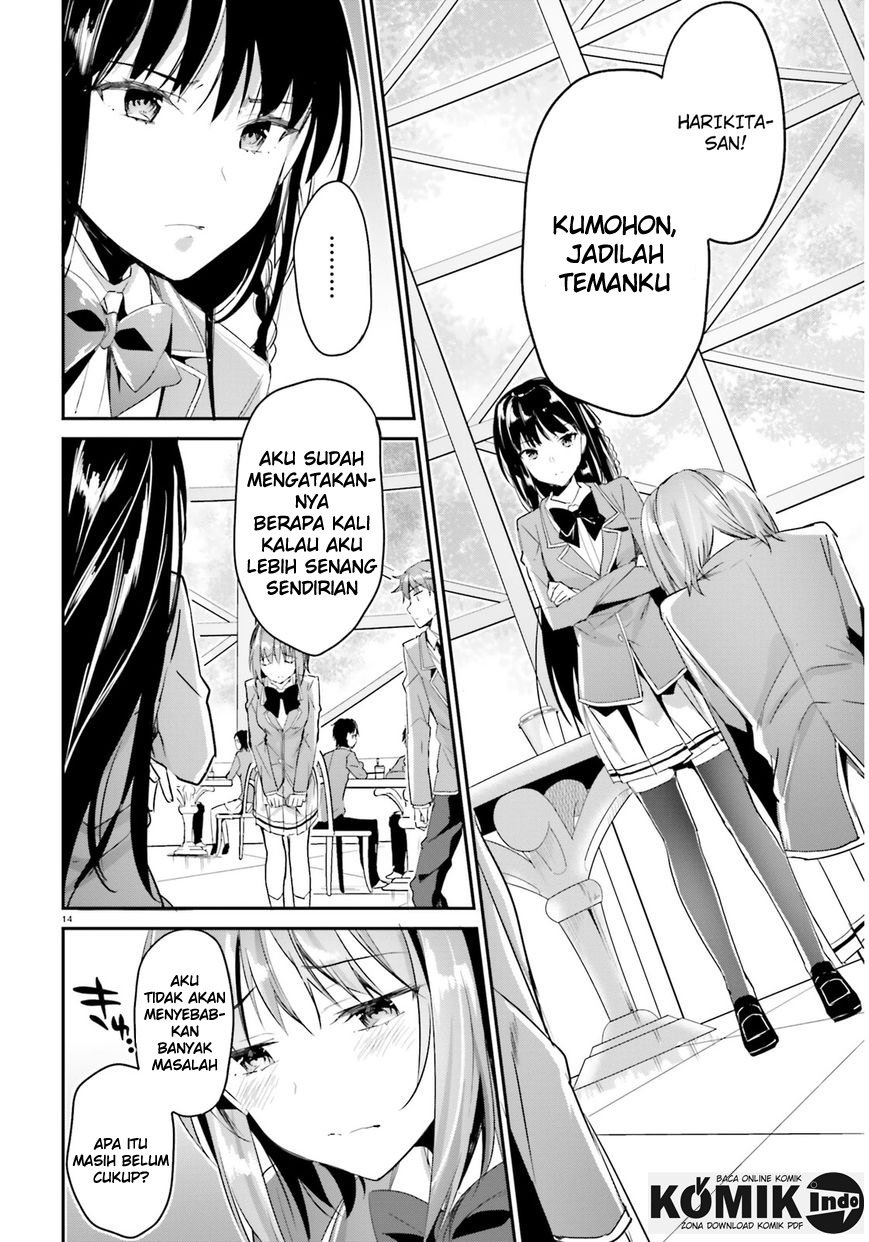 HARIKITA-
SAN!
KUMOHON,
JADILAH
TEMANKU
.........
AKU SUDAH
MENGATAKAN-
NYA
BERAPA KALI
KALAU AKU
LEBIH SENANG
SENDIRIAN
14
AKU
TIDAK AKAN
MENYEBAB-
KAN
BANYAK
MASALAH
きゅ...
APA ITU
MASIH BELUM
CUKUP?
BACA ONLINE KOMIK
KOMIK indo
ZONA DOWNLOAD KOMIK PDF